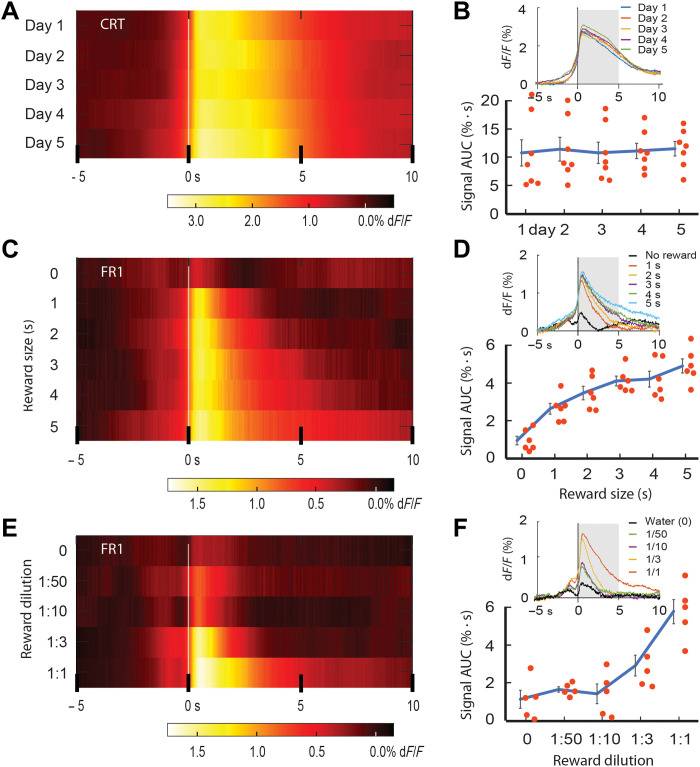 A
CRT
Day 1
Day 2
Day 3
Day 4
Day 5
−5
0 s
5
10
3.0
2.0
1.0
0.0% dF/F
B
dF/F (%)
4
2
0
Day 1
Day 2
Day 3
Day 4
Day 5
−5 s
0
5
10
Signal AUC (%·s)
20
15
10
5
0
1 day 2
3
4
5
C
FR1
Reward size (s)
0
1
2
3
4
5
−5
0 s
5
10
1.5
1.0
0.5
0.0% dF/F
D
dF/F (%)
2
1
0
No reward
1 s
2 s
3 s
4 s
5 s
−5 s
0
5
10
Signal AUC (%·s)
6
4
2
0
0
1
2
3
4
5
Reward size (s)
E
FR1
Reward dilution
0
1:50
1:10
1:3
1:1
−5
0 s
5
10
1.5
1.0
0.5
0.0% dF/F
F
dF/F (%)
2
1
0
Water (0)
1/50
1/10
1/3
1/1
−5 s
0
5
10
Signal AUC (%·s)
6
4
2
0
0
1:50
1:10
1:3
1:1
Reward dilution